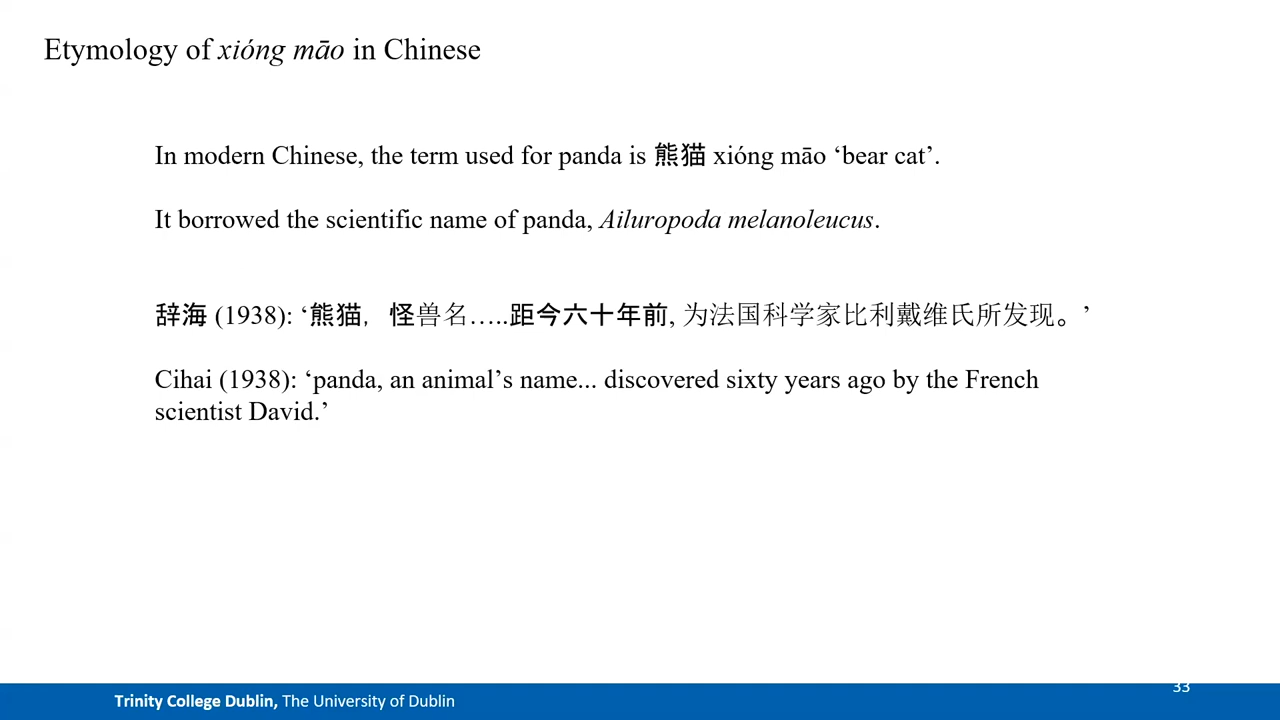 Etymology of xióng māo in Chinese
In modern Chinese, the term used for panda is 熊猫 xióng māo ‘bear cat’.
It borrowed the scientific name of panda, Ailuropoda melanoleucus.
辞海 (1938): ‘熊猫，怪兽名…..距今六十年前, 为法国科学家比利戴维氏所发现。’
Cihai (1938): ‘panda, an animal’s name... discovered sixty years ago by the French
scientist David.’
Trinity College Dublin, The University of Dublin
33